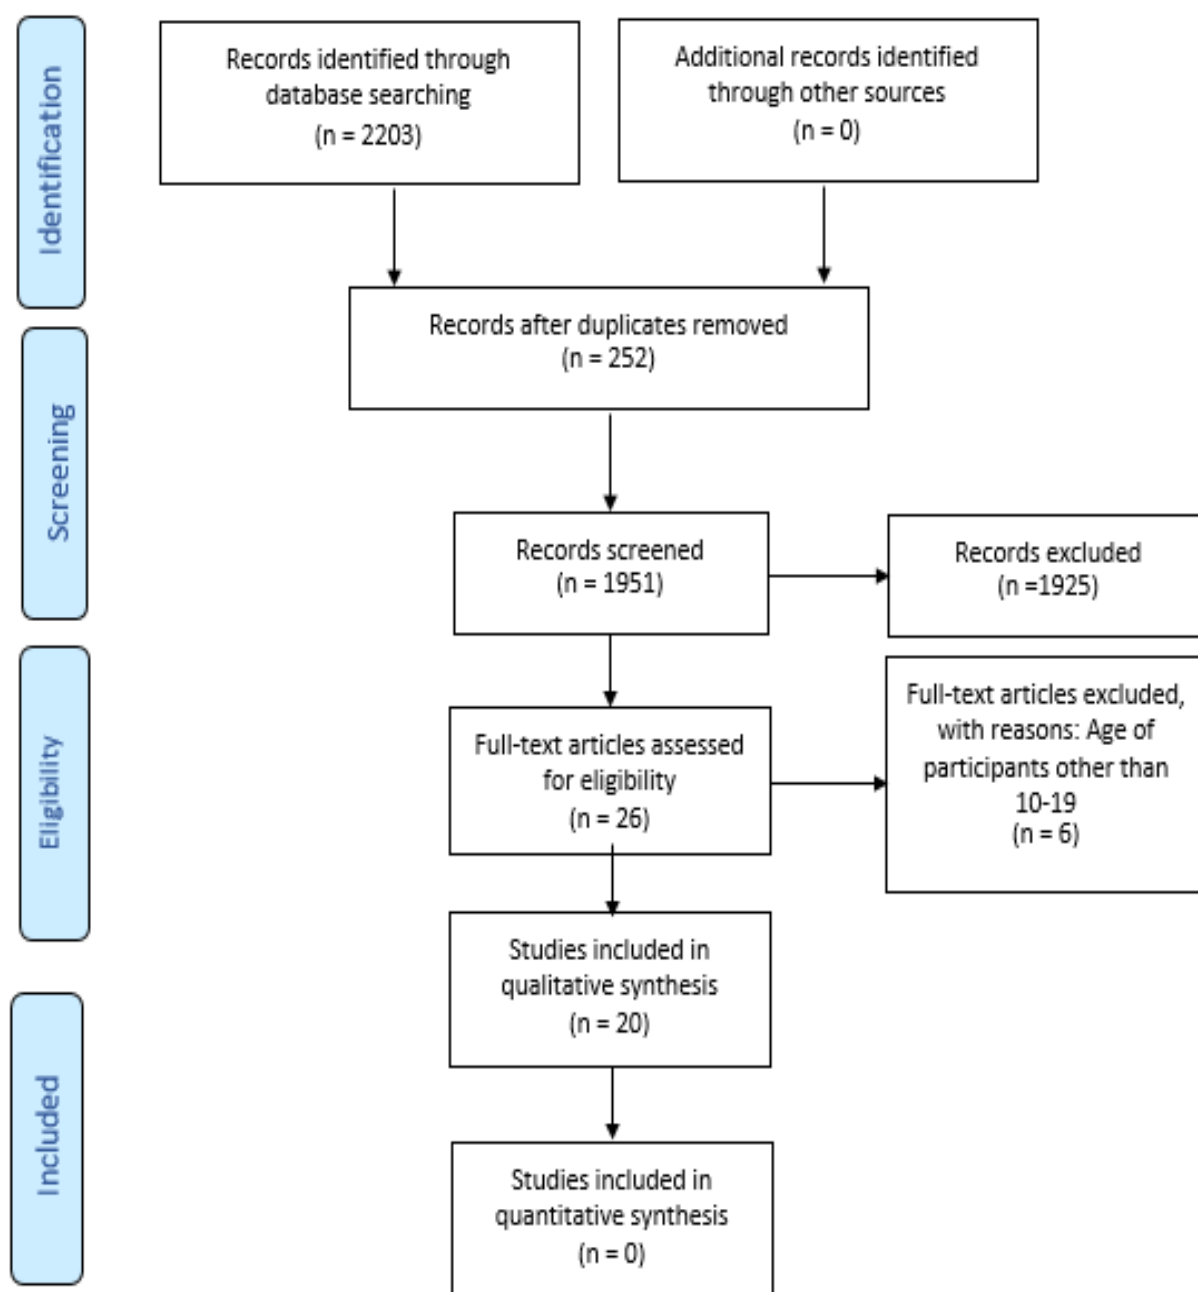 Identification
Records identified through
database searching
(n = 2203)
Additional records identified
through other sources
(n = 0)
Records after duplicates removed
(n = 252)
Screening
Records screened
(n = 1951)
Records excluded
(n =1925)
Eligibility
Full-text articles assessed
for eligibility
(n = 26)
Full-text articles excluded,
with reasons: Age of
participants other than
10-19
(n = 6)
Studies included in
qualitative synthesis
(n = 20)
Included
Studies included in
quantitative synthesis
(n = 0)